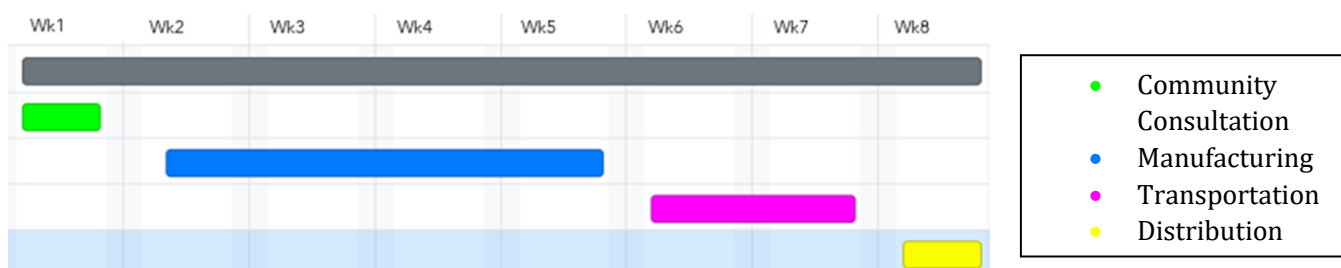 Wk1 Wk2 Wk3 Wk4 Wk5 Wk6 Wk7 Wk8
Community
Consultation
Manufacturing
Transportation
Distribution